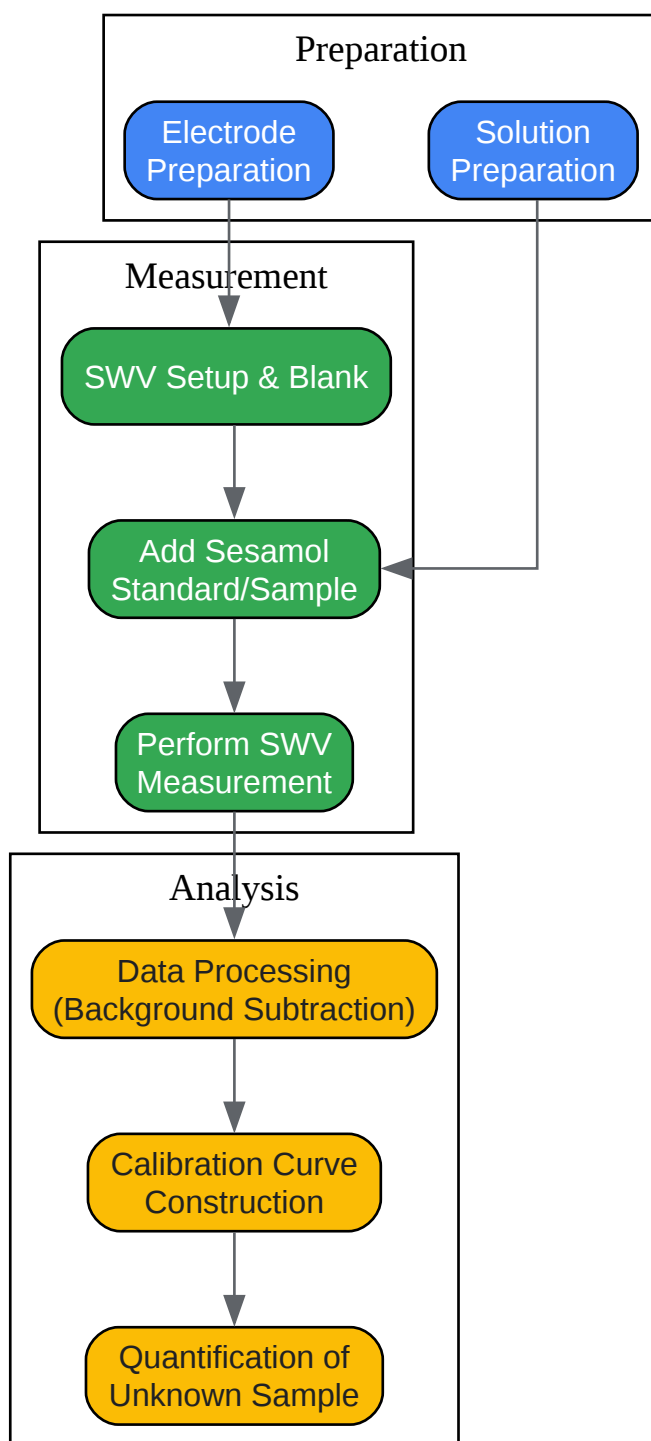 Preparation
Electrode
Preparation
Solution
Preparation
Measurement
SWV Setup & Blank
Add Sesamol
Standard/Sample
Perform SWV
Measurement
Analysis
Data Processing
(Background Subtraction)
Calibration Curve
Construction
Quantification of
Unknown Sample